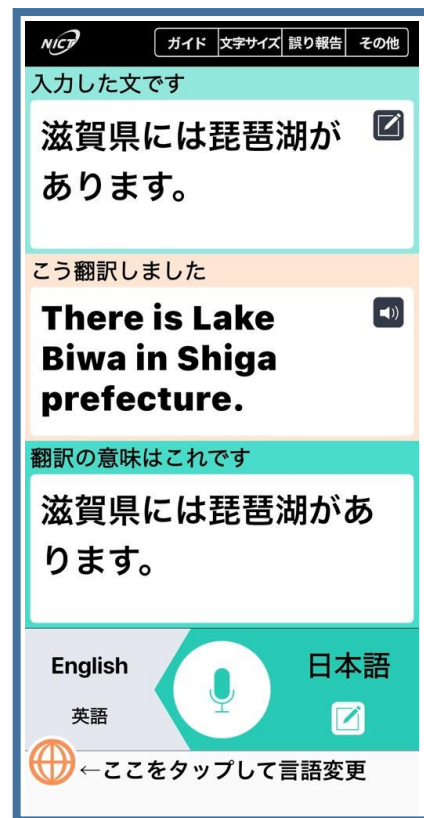 NICT
ガイド 文字サイズ 誤り報告 その他
入力した文です
滋賀県には琵琶湖が
あります。
こう翻訳しました
There is Lake
Biwa in Shiga
prefecture.
翻訳の意味はこれです
滋賀県には琵琶湖があ
ります。
English
英語
日本語
←ここをタップして言語変更